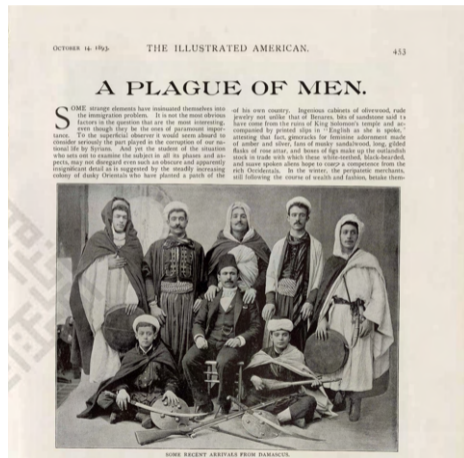 OCTOBER 14, 1893.
THE ILLUSTRATED AMERICAN.
453
A PLAGUE OF MEN.
SOME strange elements have insinuated themselves into
the immigration problem. It is not the most obvious
factors in the question that are the most interesting,
even though they be the ones of paramount impor-
tance. To the superficial observer it would seem absurd to
consider seriously the part played in the corruption of our na-
tional life by Syrians. And yet the student of the situation
who sets out to examine the subject in all its phases and as-
pects, may not disregard even such an obscure and apparently
insignificant detail as is suggested by the steadily increasing
colony of dusky Orientals who have planted a patch of the
of his own country. Ingenious cabinets of olivewood, rude
jewelry not unlike that of Benares, bits of sandstone said to
have come from the ruins of King Solomon's temple and ac-
companied by printed slips in "English as she is spoke,"
attesting that fact, gimcracks for feminine adornment made
of amber and silver, fans of musky sandalwood, long, gilded
flasks of rose attar, and boxes of figs make up the outlandish
stock in trade with which these white-teethed, black-bearded,
and suave spoken aliens hope to coax a competence from the
rich Occidentals. In the winter, the peripatetic merchants,
still following the course of wealth and fashion, betake them-
SOME RECENT ARRIVALS FROM DAMASCUS.